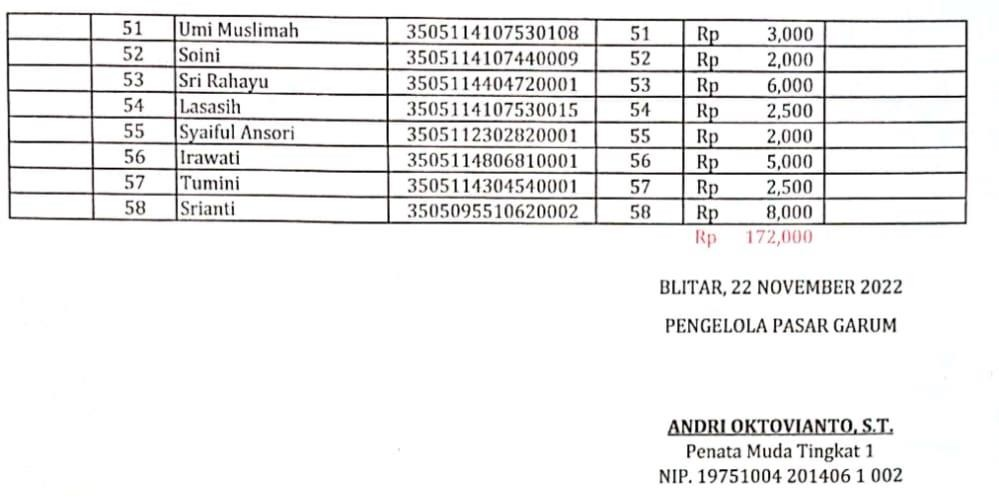 51 Umi Muslimah 3505114107530108 51 Rp 3,000
52 Soini 3505114107440009 52 Rp 2,000
53 Sri Rahayu 3505114404720001 53 Rp 6,000
54 Lasasih 3505114107530015 54 Rp 2,500
55 Syaiful Ansori 3505112302820001 55 Rp 2,000
56 Irawati 3505114806810001 56 Rp 5,000
57 Tumini 3505114304540001 57 Rp 2,500
58 Srianti 3505095510620002 58 Rp 8,000
Rp 172,000
BLITAR, 22 NOVEMBER 2022
PENGELOLA PASAR GARUM
ANDRI OKTOVIANTO, S.T.
Penata Muda Tingkat 1
NIP. 19751004 201406 1 002